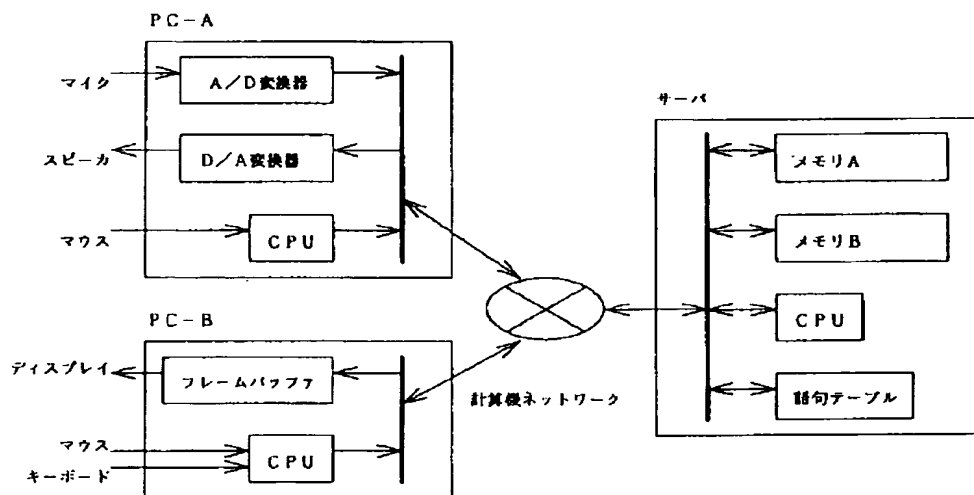 PC-A
マイク
A/D変換器
スピーカ
D/A変換器
マウス
CPU
サーバ
メモリA
メモリB
CPU
語句テーブル
PC-B
ディスプレイ
フレームバッファ
マウス
キーボード
CPU
計算機ネットワーク